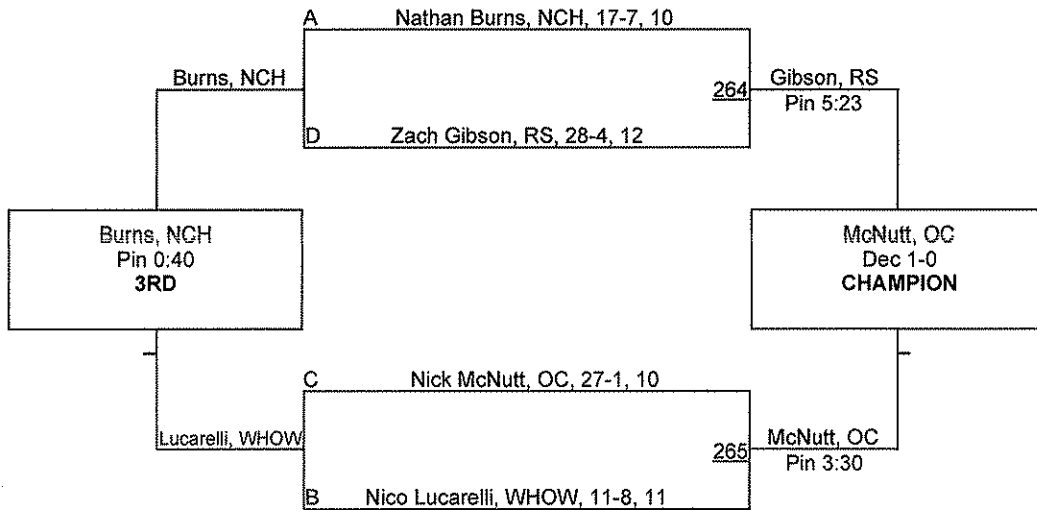 A Nathan Burns, NCH, 17-7, 10
Burns, NCH
264
Gibson, RS
Pin 5:23
D Zach Gibson, RS, 28-4, 12
Burns, NCH
Pin 0:40
3RD
McNutt, OC
Dec 1-0
CHAMPION
C Nick McNutt, OC, 27-1, 10
Lucarelli, WHOW
265
McNutt, OC
Pin 3:30
B Nico Lucarelli, WHOW, 11-8, 11